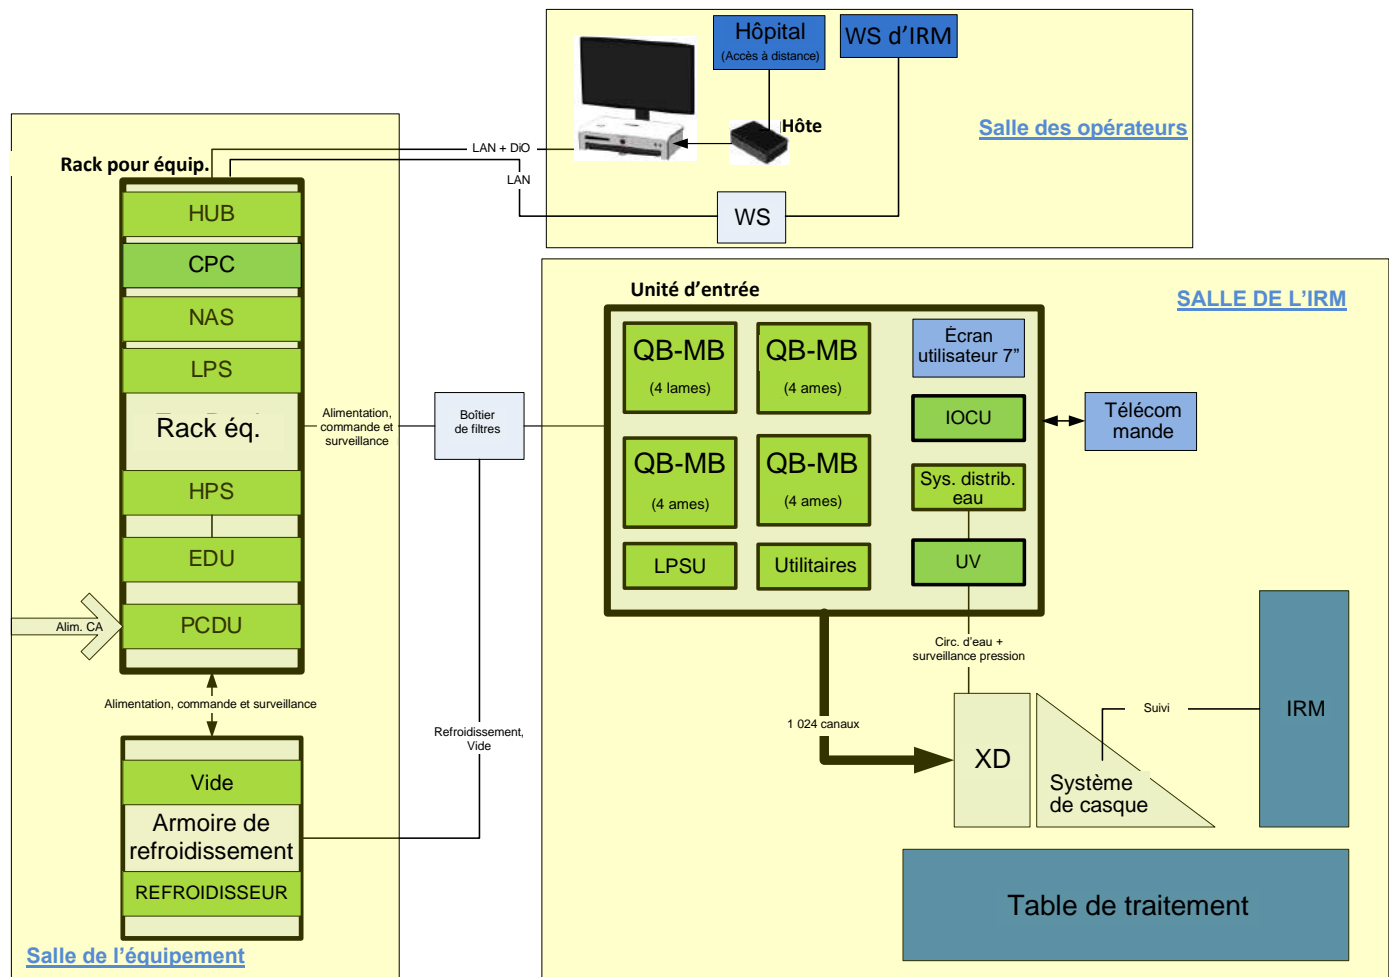 Hôpital
(Accès à distance)
WS d'IRM
Hôte
Salle des opérateurs
LAN + DiO
LAN
WS
Rack pour équip.
HUB
CPC
NAS
LPS
Rack éq.
HPS
EDU
PCDU
Alim. CA
Alimentation,
commande et
surveillance
Boîtier
de filtres
Alimentation, commande et surveillance
Refroidissement,
Vide
Vide
Armoire de
refroidissement
REFROIDISSEUR
Salle de l'équipement
SALLE DE L'IRM
Unité d'entrée
QB-MB
(4 lames)
QB-MB
(4 ames)
Écran
utilisateur 7"
IOCU
Télécom
mande
QB-MB
(4 ames)
QB-MB
(4 ames)
Sys. distrib.
eau
LPSU
Utilitaires
UV
Circ. d'eau +
surveillance pression
1 024 canaux
XD
Suivi
Système
de casque
IRM
Table de traitement